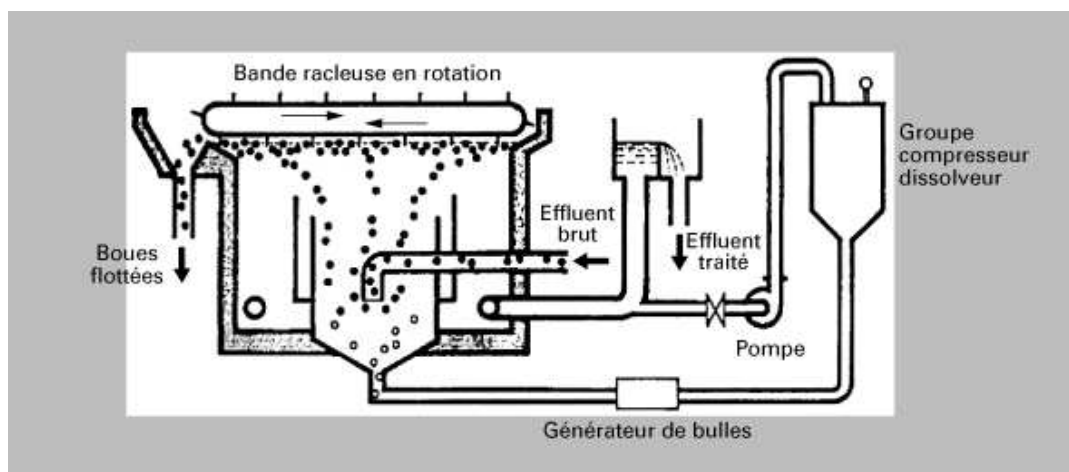 Bande racleuse en rotation
Groupe
compresseur
dissolveur
Effluent
brut
Effluent
traité
Boues
flottées
Pompe
Générateur de bulles